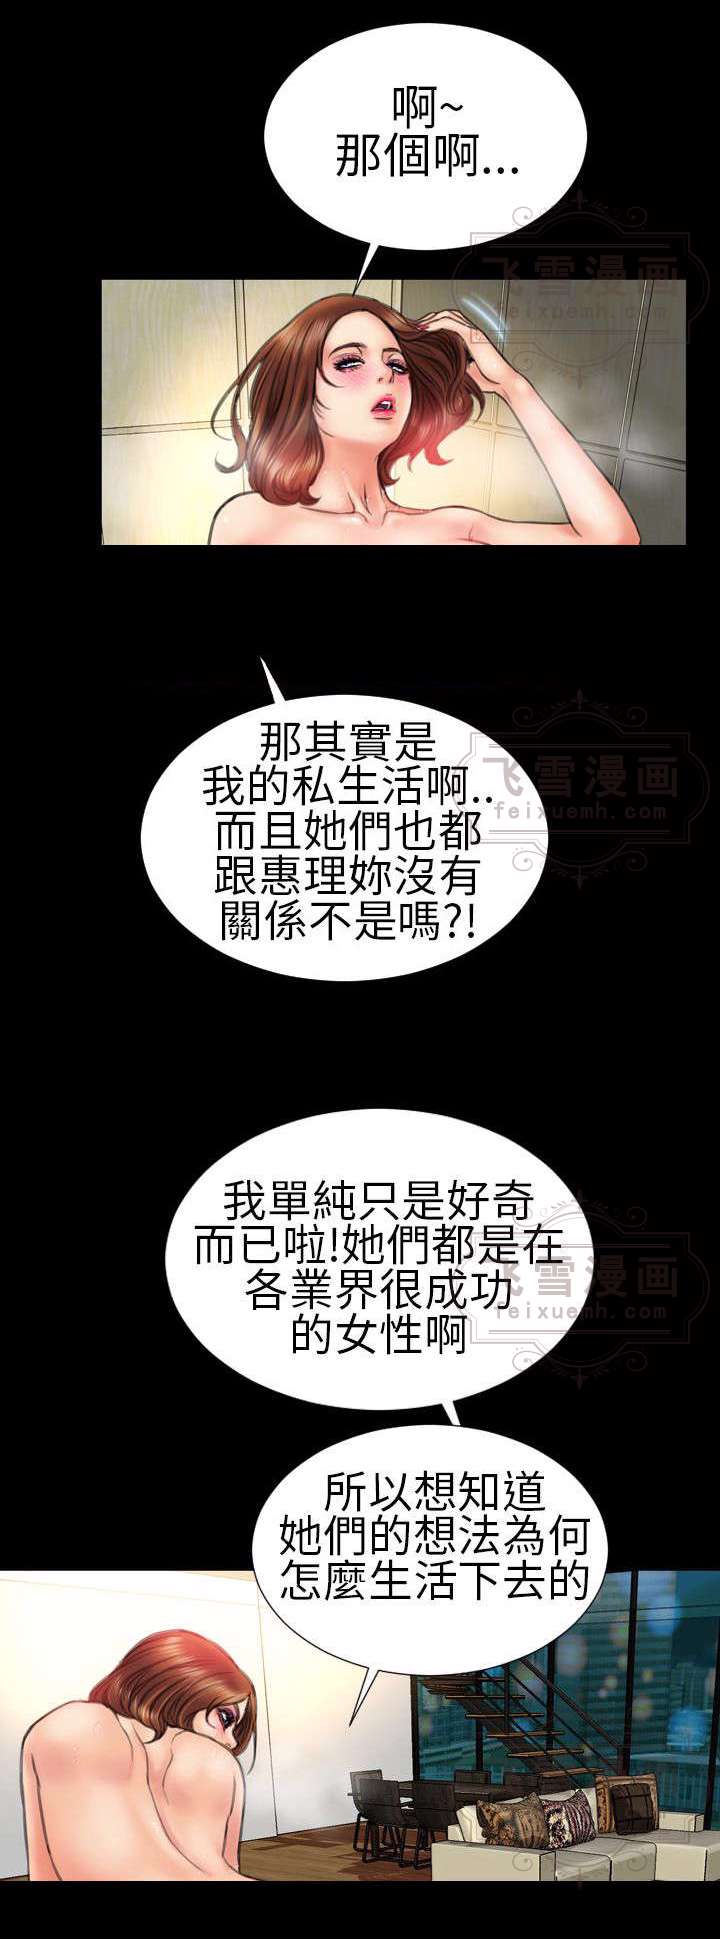 啊~
那個啊...
飞雪漫画
feixuemh.com
那其實是
我的私生活啊..
而且她們也都
跟惠理妳沒有
關係不是嗎?!
飞雪漫画
feixuemh.com
我單純只是好奇
而已啦!她們都是在
各業界很成功
的女性啊
飞雪漫画
feixuemh.com
所以想知道
她們的想法為何
怎麼生活下去的